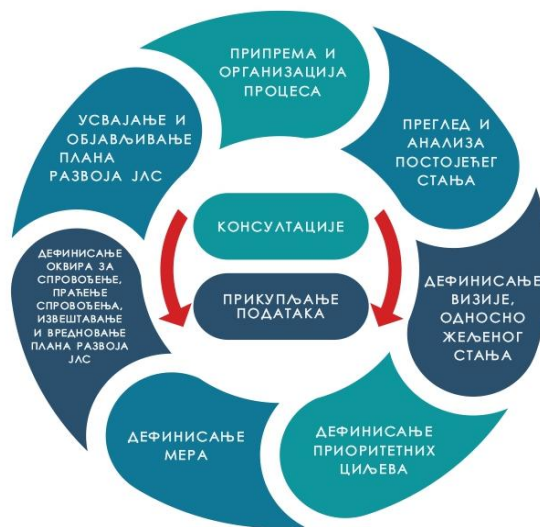 ПРИПРЕМА И
ОРГАНИЗАЦИЈА
ПРОЦЕСА
ПРЕГЛЕД И
АНАЛИЗА
ПОСТОЈЕЋЕГ
СТАЊА
ДЕФИНИСАЊЕ
ВИЗИЈЕ,
ОДНОСНО
ЖЕЉЕНОГ
СТАЊА
ДЕФИНИСАЊЕ
ПРИОРИТЕТНИХ
ЦИЉЕВА
ДЕФИНИСАЊЕ
МЕРА
ДЕФИНИСАЊЕ
ОКВИРА ЗА
СПРОВОЂЕЊЕ,
ПРАЋЕЊЕ
СПРОВОЂЕЊА,
ИЗВЕШТАВАЊЕ
И ВРЕДНОВАЊЕ
ПЛАНА РАЗВОЈА
ЈЛС
УСВАЈАЊЕ И
ОБЈАВЉИВАЊЕ
ПЛАНА
РАЗВОЈА ЈЛС
КОНСУЛТАЦИЈЕ
ПРИКУПЉАЊЕ
ПОДАТАКА